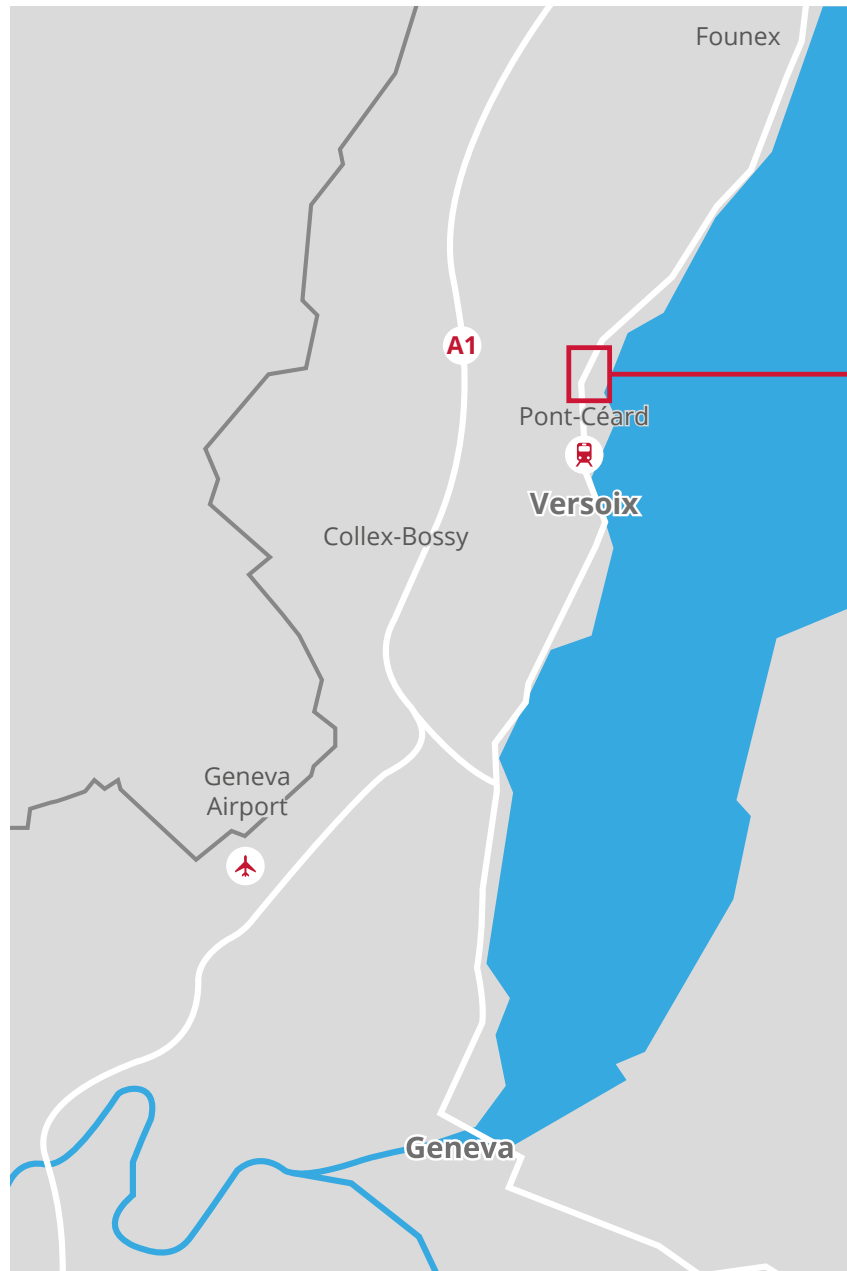 Founex
A1
Pont-Céard
Versoix
Collex-Bossy
Geneva
Airport
Geneva